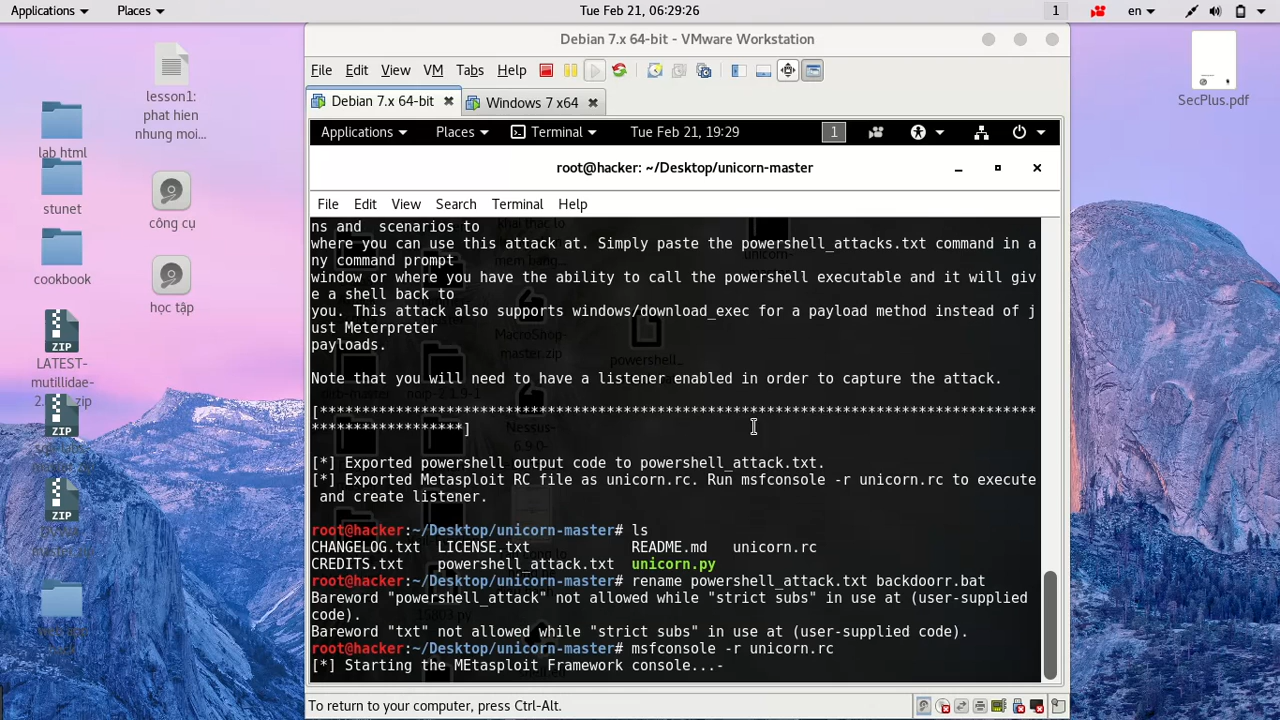 Applications Places Tue Feb 21, 06:29:26 1 en
Debian 7.x 64-bit - VMware Workstation
File Edit View VM Tabs Help
Debian 7.x 64-bit Windows 7 x64
Applications Places Terminal Tue Feb 21, 19:29 1
root@hacker: ~/Desktop/unicorn-master
File Edit View Search Terminal Help
ns and  scenarios to
where you can use this attack at. Simply paste the powershell_attacks.txt command in a
ny command prompt
window or where you have the ability to call the powershell executable and it will giv
e a shell back to
you. This attack also supports windows/download_exec for a payload method instead of j
ust Meterpreter
payloads.
Note that you will need to have a listener enabled in order to capture the attack.
[*************************************************************************************
******************]
[*] Exported powershell output code to powershell_attack.txt.
[*] Exported Metasploit RC file as unicorn.rc. Run msfconsole -r unicorn.rc to execute
and create listener.
root@hacker:~/Desktop/unicorn-master# ls
CHANGELOG.txt LICENSE.txt README.md unicorn.rc
CREDITS.txt powershell_attack.txt unicorn.py
root@hacker:~/Desktop/unicorn-master# rename powershell_attack.txt backdoorr.bat
Bareword "powershell_attack" not allowed while "strict subs" in use at (user-supplied
code).
Bareword "txt" not allowed while "strict subs" in use at (user-supplied code).
root@hacker:~/Desktop/unicorn-master# msfconsole -r unicorn.rc
[*] Starting the MEtasploit Framework console...-
To return to your computer, press Ctrl-Alt.
lab html
stunet
cookbook
LATEST-
mutillidae-
lesson1:
phat hien
nhung moi...
công cụ
học tập
SecPlus.pdf
MacroShop-
master.zip
powershell...
Nessus-
6.9.0-